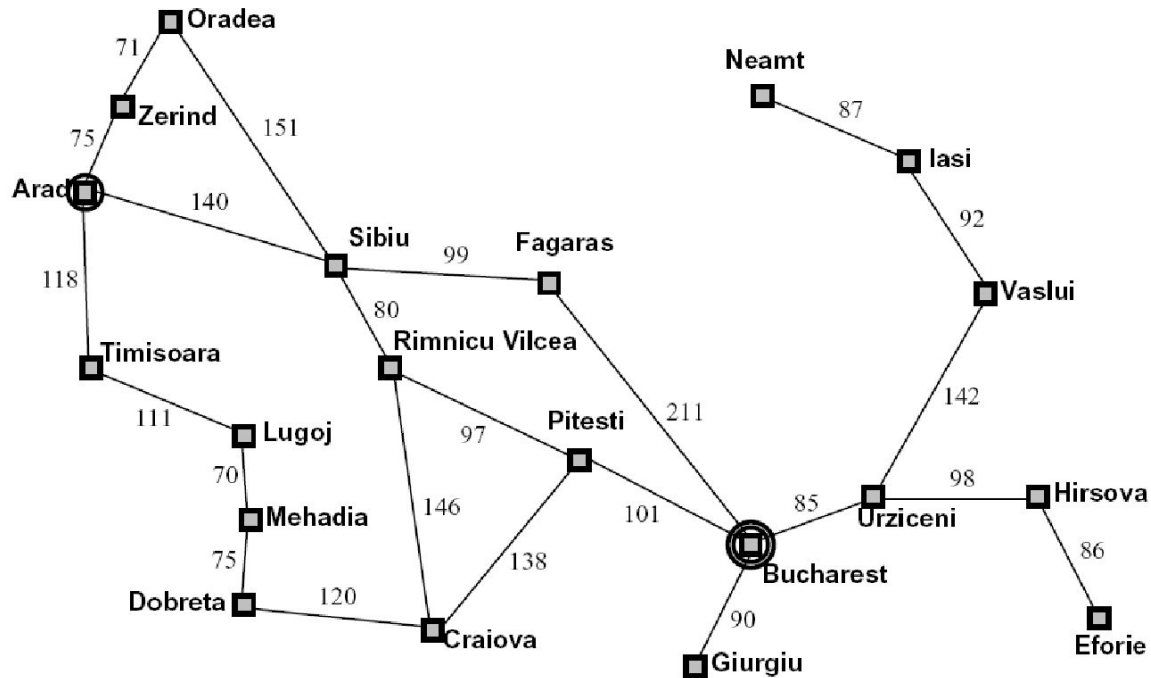 Oradea
71
Neamt
Zerind
87
75
151
Iasi
Arad
140
92
Sibiu
99
Fagaras
118
80
Vaslui
Rimnicu Vilcea
Timisoara
142
111
97
Pitesti
211
Lugoj
70
98
Hirsova
146
101
85
Urziceni
Mehadia
86
75
138
Bucharest
Dobreta
120
90
Craiova
Eforie
Giurgiu